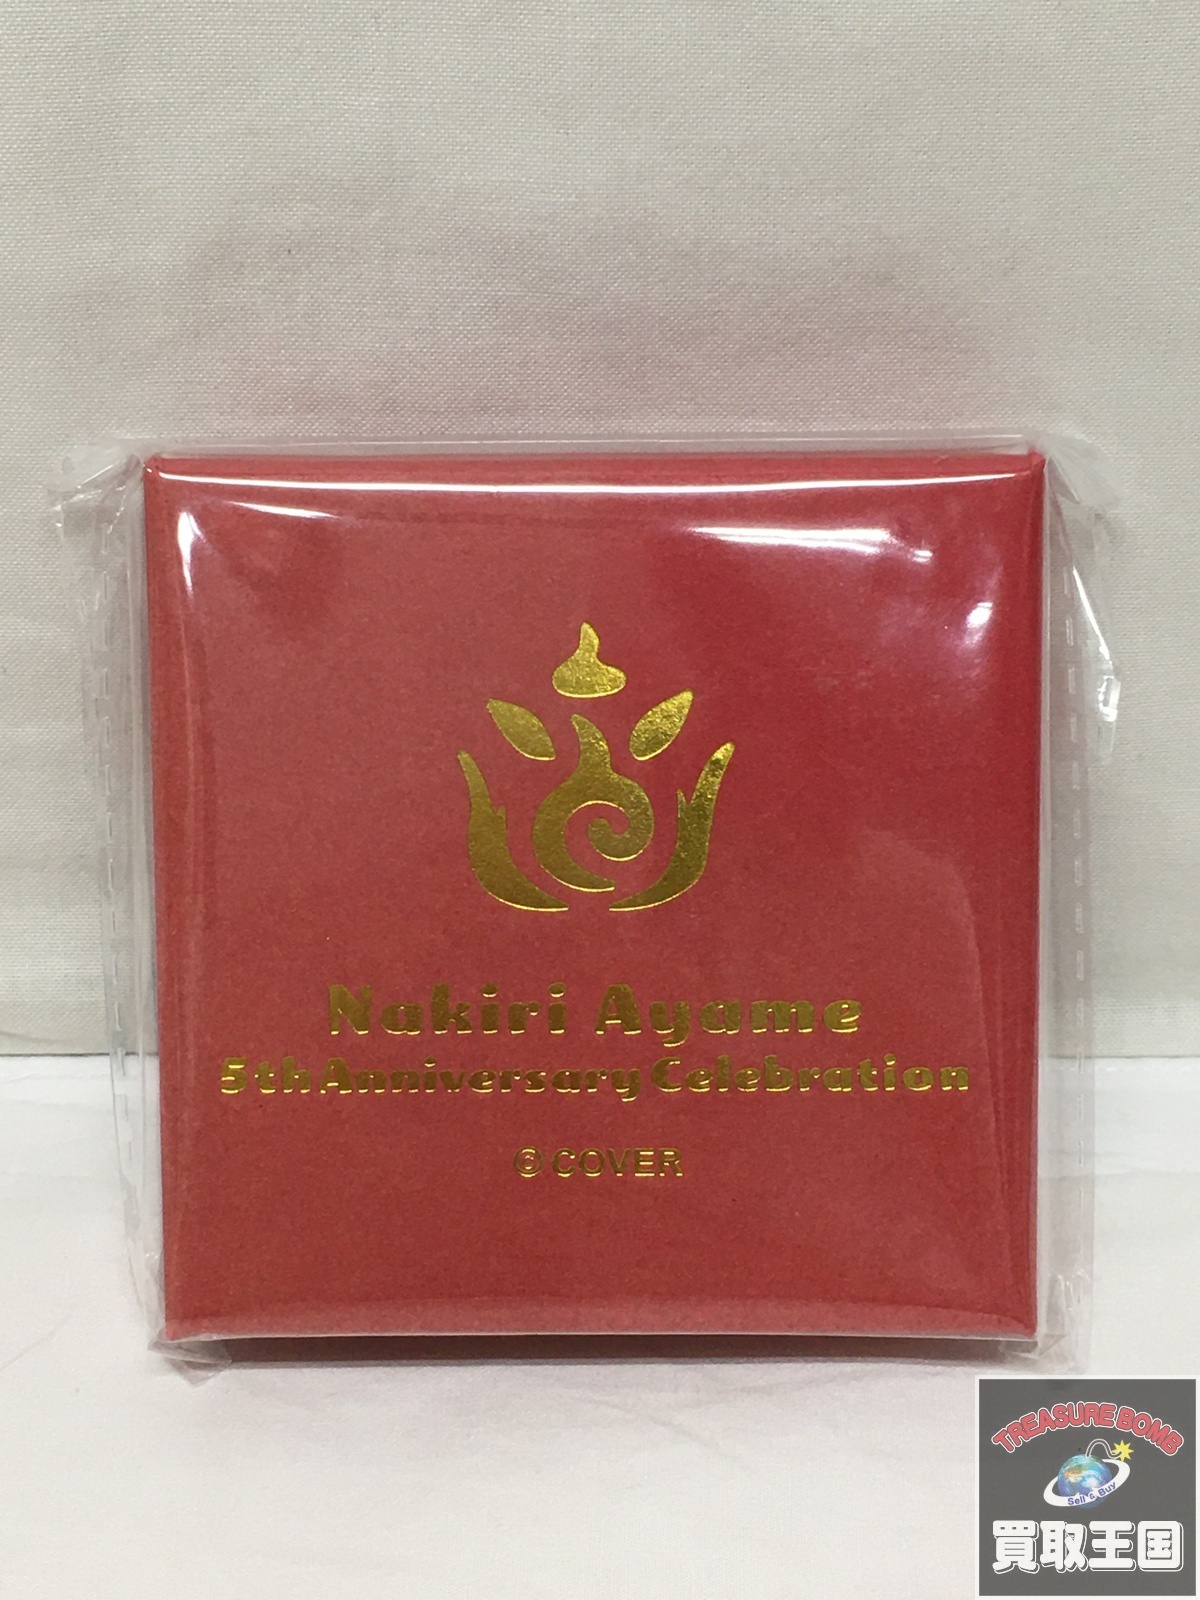 Nakiri Ayame
5th Anniversary Celebration
© COVER
TREASURE BOMB
Sell & Buy
買取王国